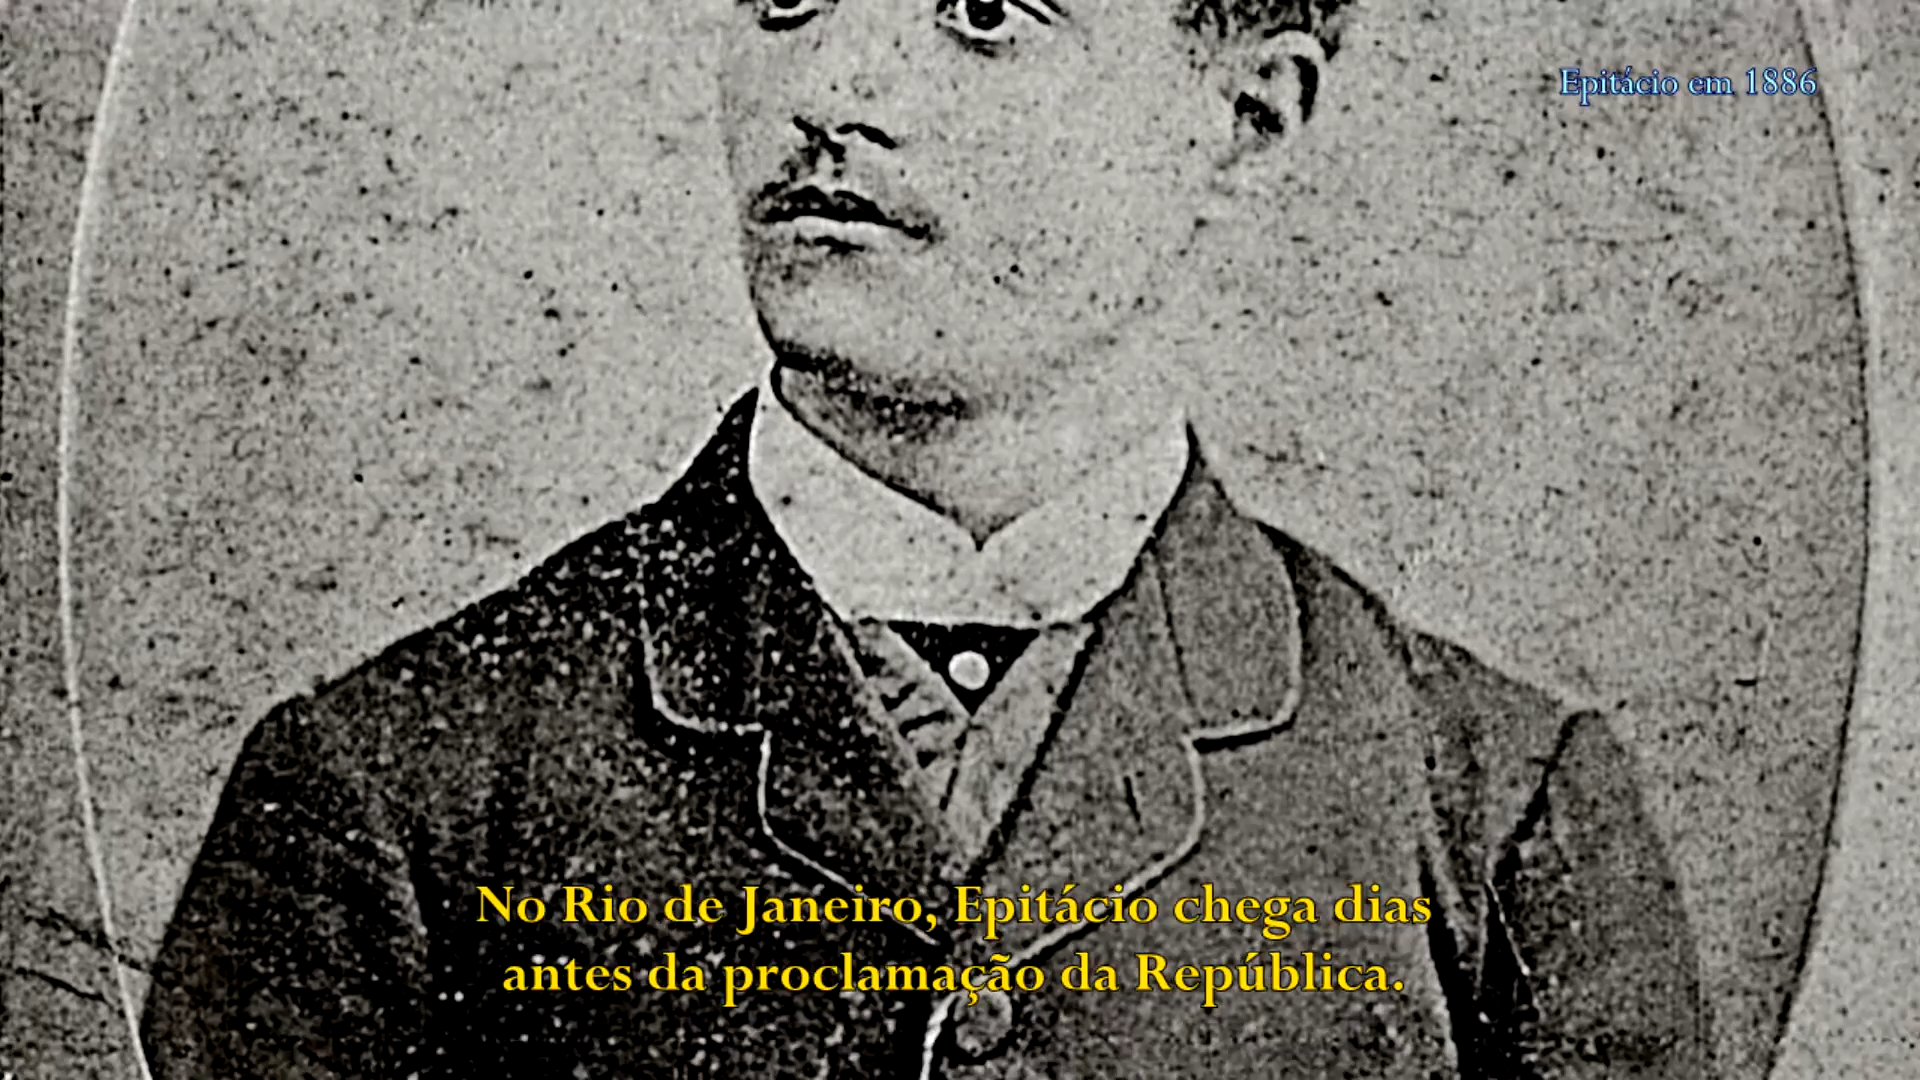 Epitácio em 1886
No Rio de Janeiro, Epitácio chega dias
antes da proclamação da República.